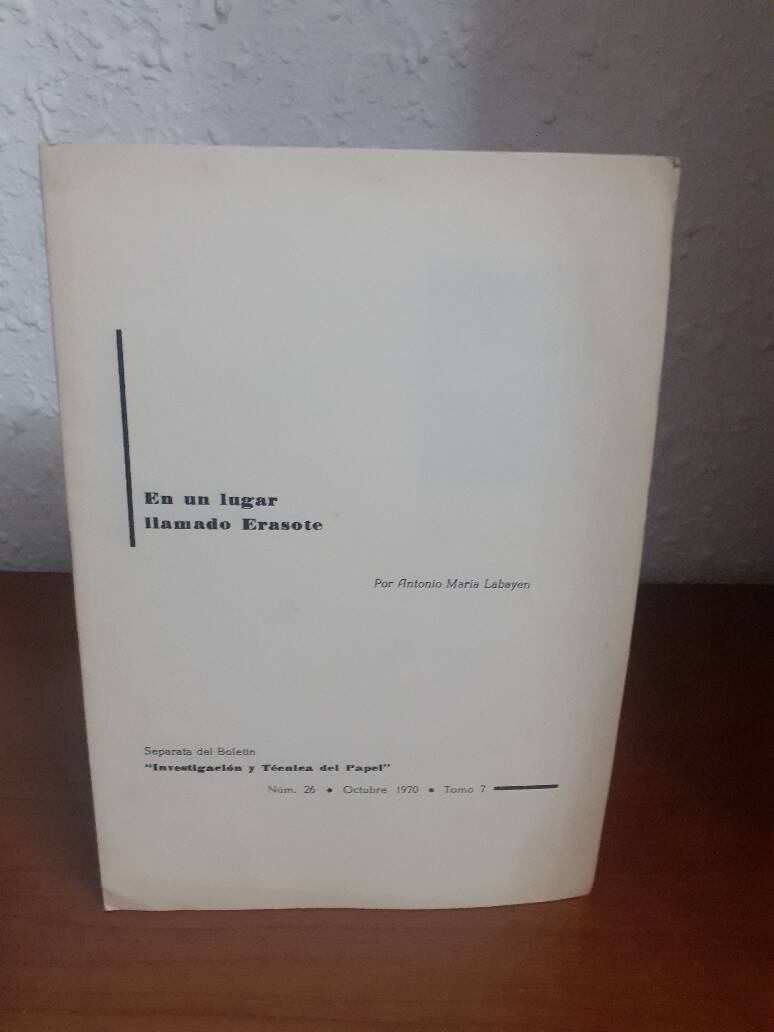 En un lugar
llamado Erasote
Por Antonio María Labayen
Separata del Boletín
"Investigación y Técnica del Papel"
Núm. 26 • Octubre 1970 • Tomo 7